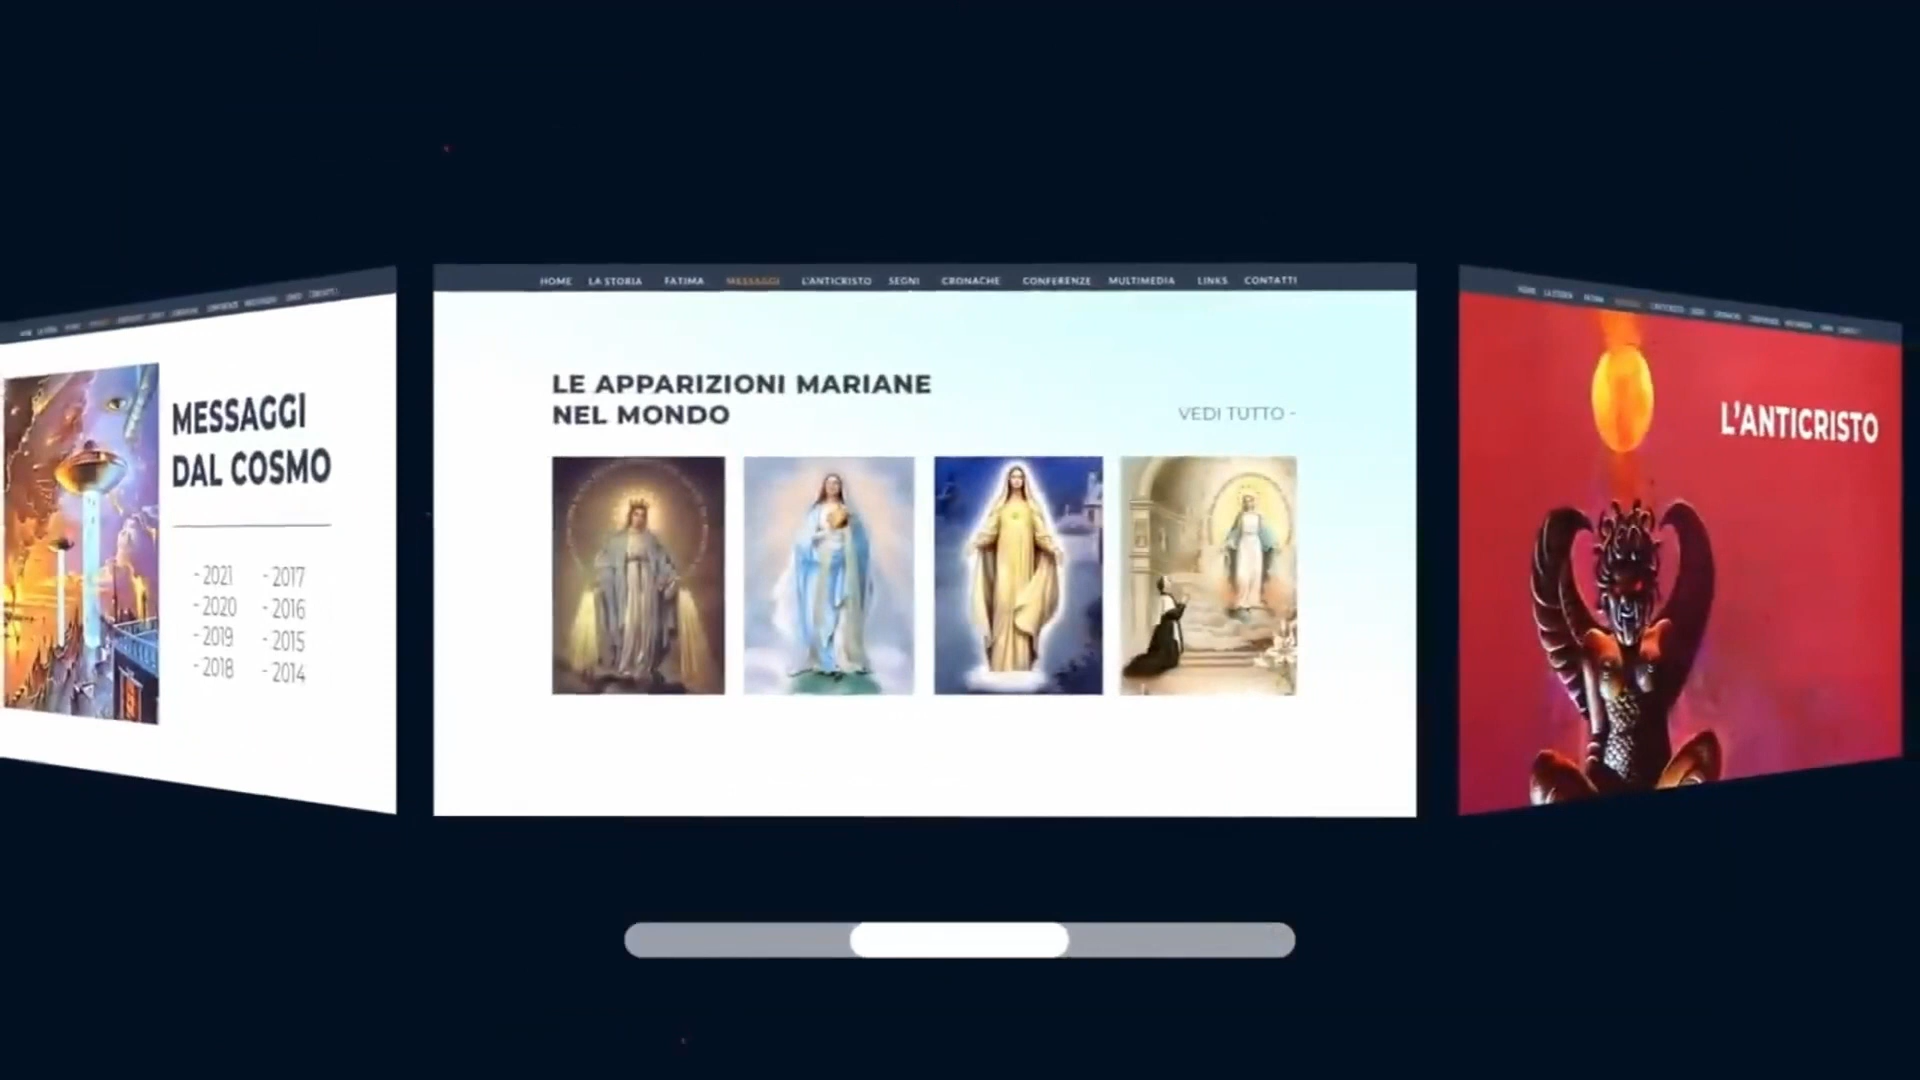 MESSAGGI
DAL COSMO
- 2021 - 2017
- 2020 - 2016
- 2019 - 2015
- 2018 - 2014
HOME LA STORIA FATIMA MESSAGGI L'ANTICRISTO SEGNI CRONACHE CONFERENZE MULTIMEDIA LINKS CONTATTI
LE APPARIZIONI MARIANE
NEL MONDO
VEDI TUTTO -
L'ANTICRISTO